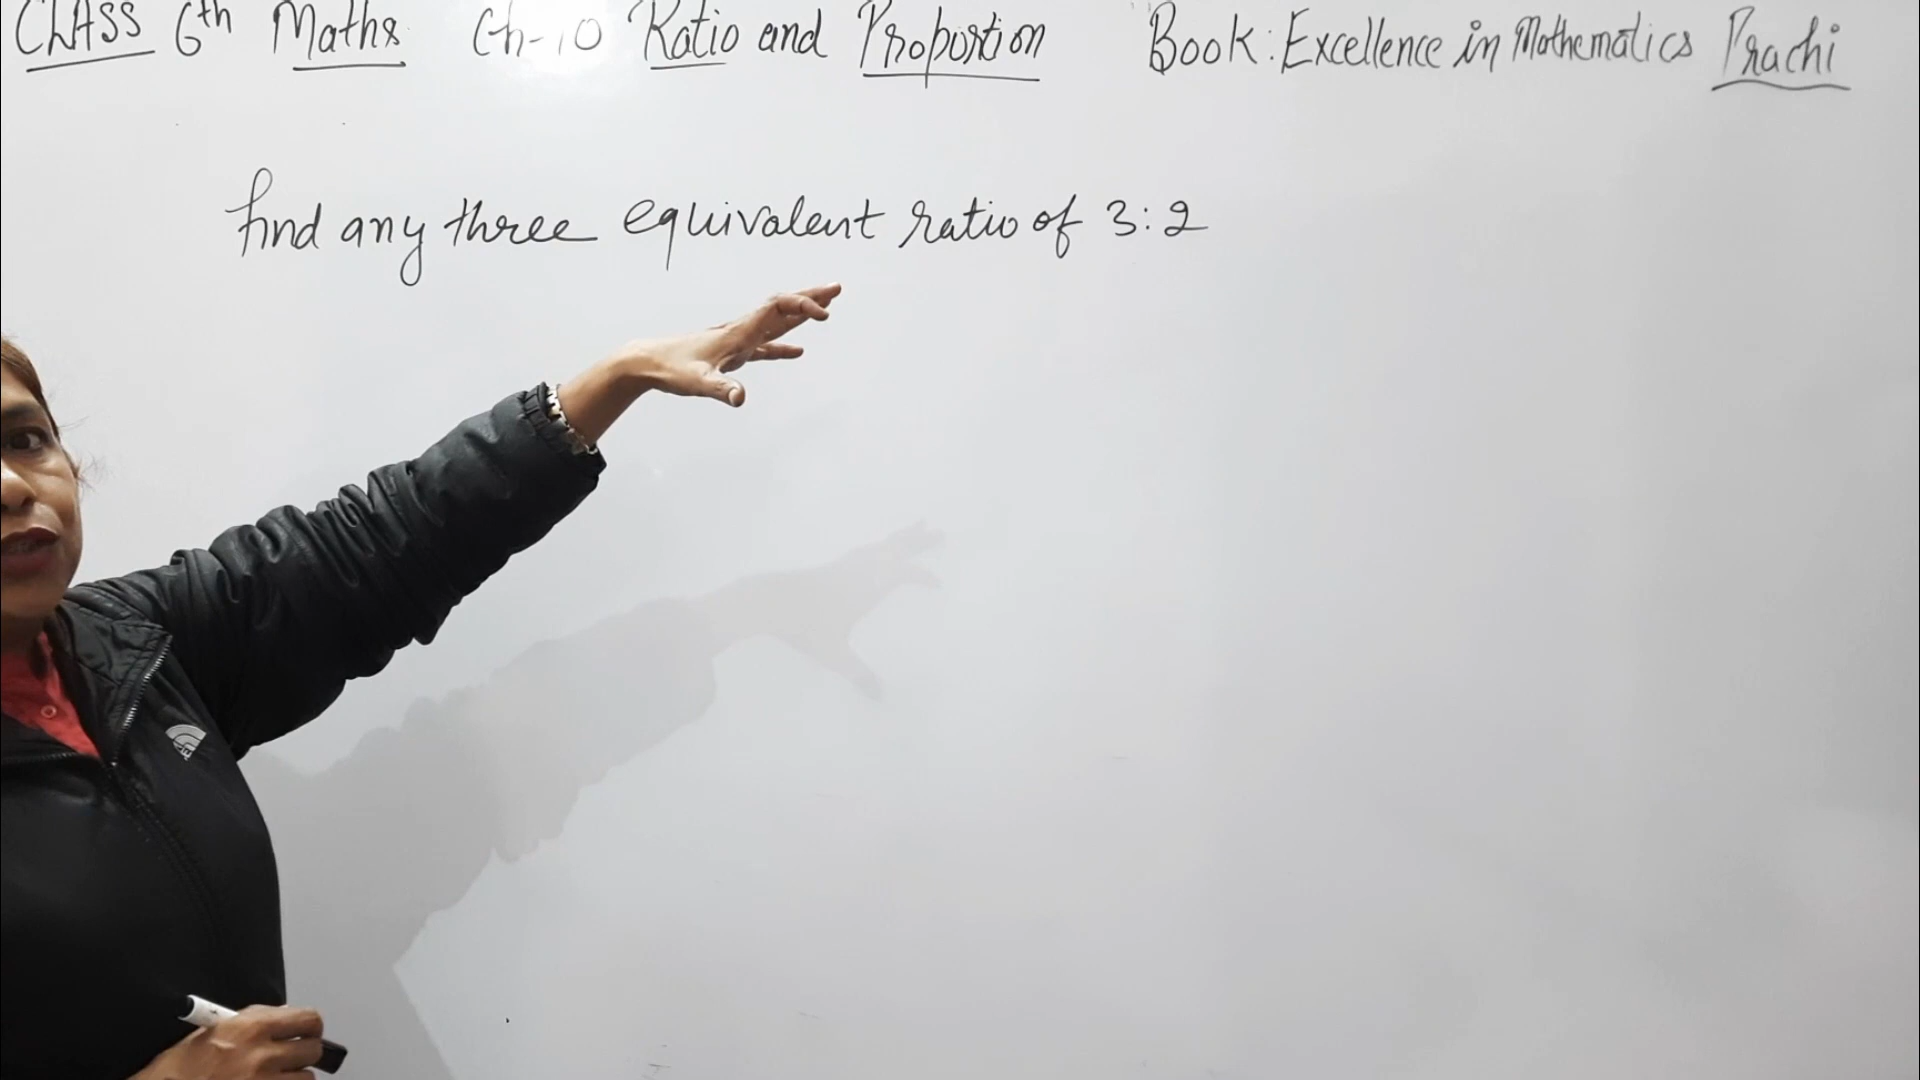 CLASS 6th Maths Ch-10 Ratio and Proportion Book: Excellence in Mathematics Prachi
find any three equivalent ratio of 3:2